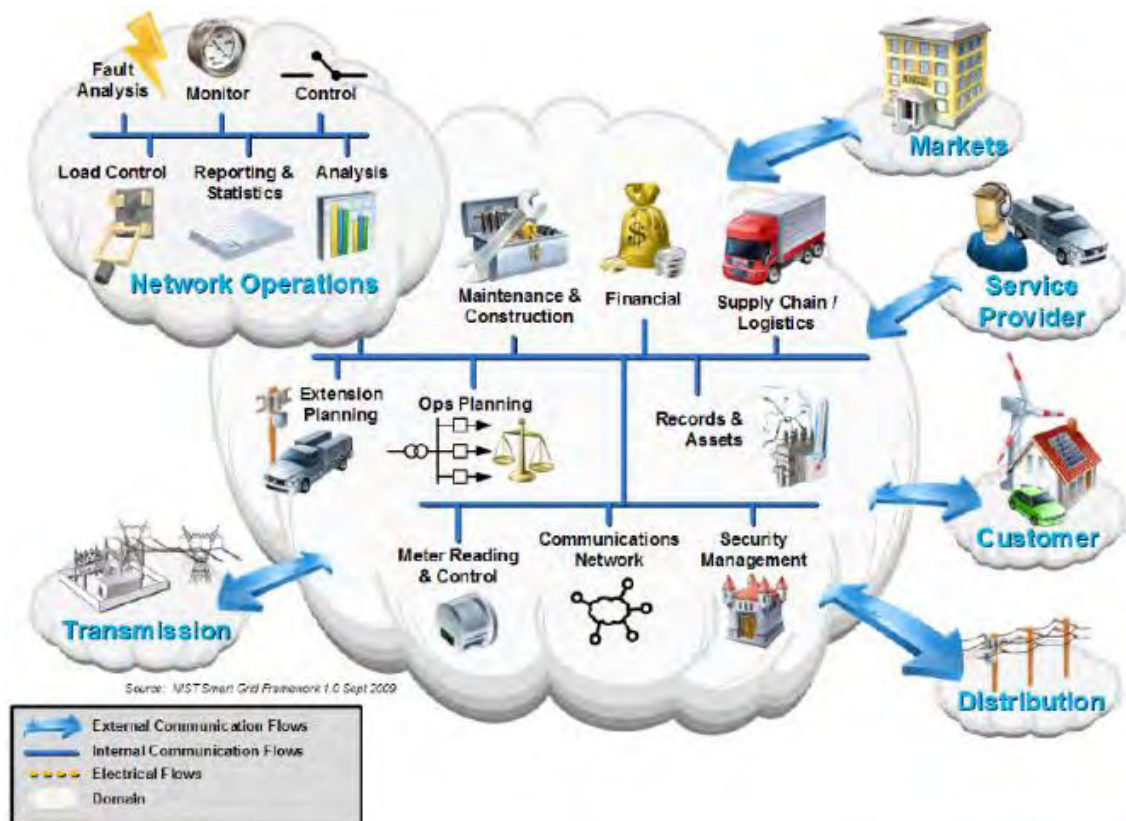 Fault
Analysis
Monitor
Control
Load Control
Reporting &
Statistics
Analysis
Network Operations
Markets
Service
Provider
Maintenance &
Construction
Financial
Supply Chain /
Logistics
Extension
Planning
Ops Planning
Records &
Assets
Customer
Meter Reading
& Control
Communications
Network
Security
Management
Transmission
Distribution
Source: NIST Smart Grid Framework 1.0 Sept 2009
External Communication Flows
Internal Communication Flows
Electrical Flows
Domain